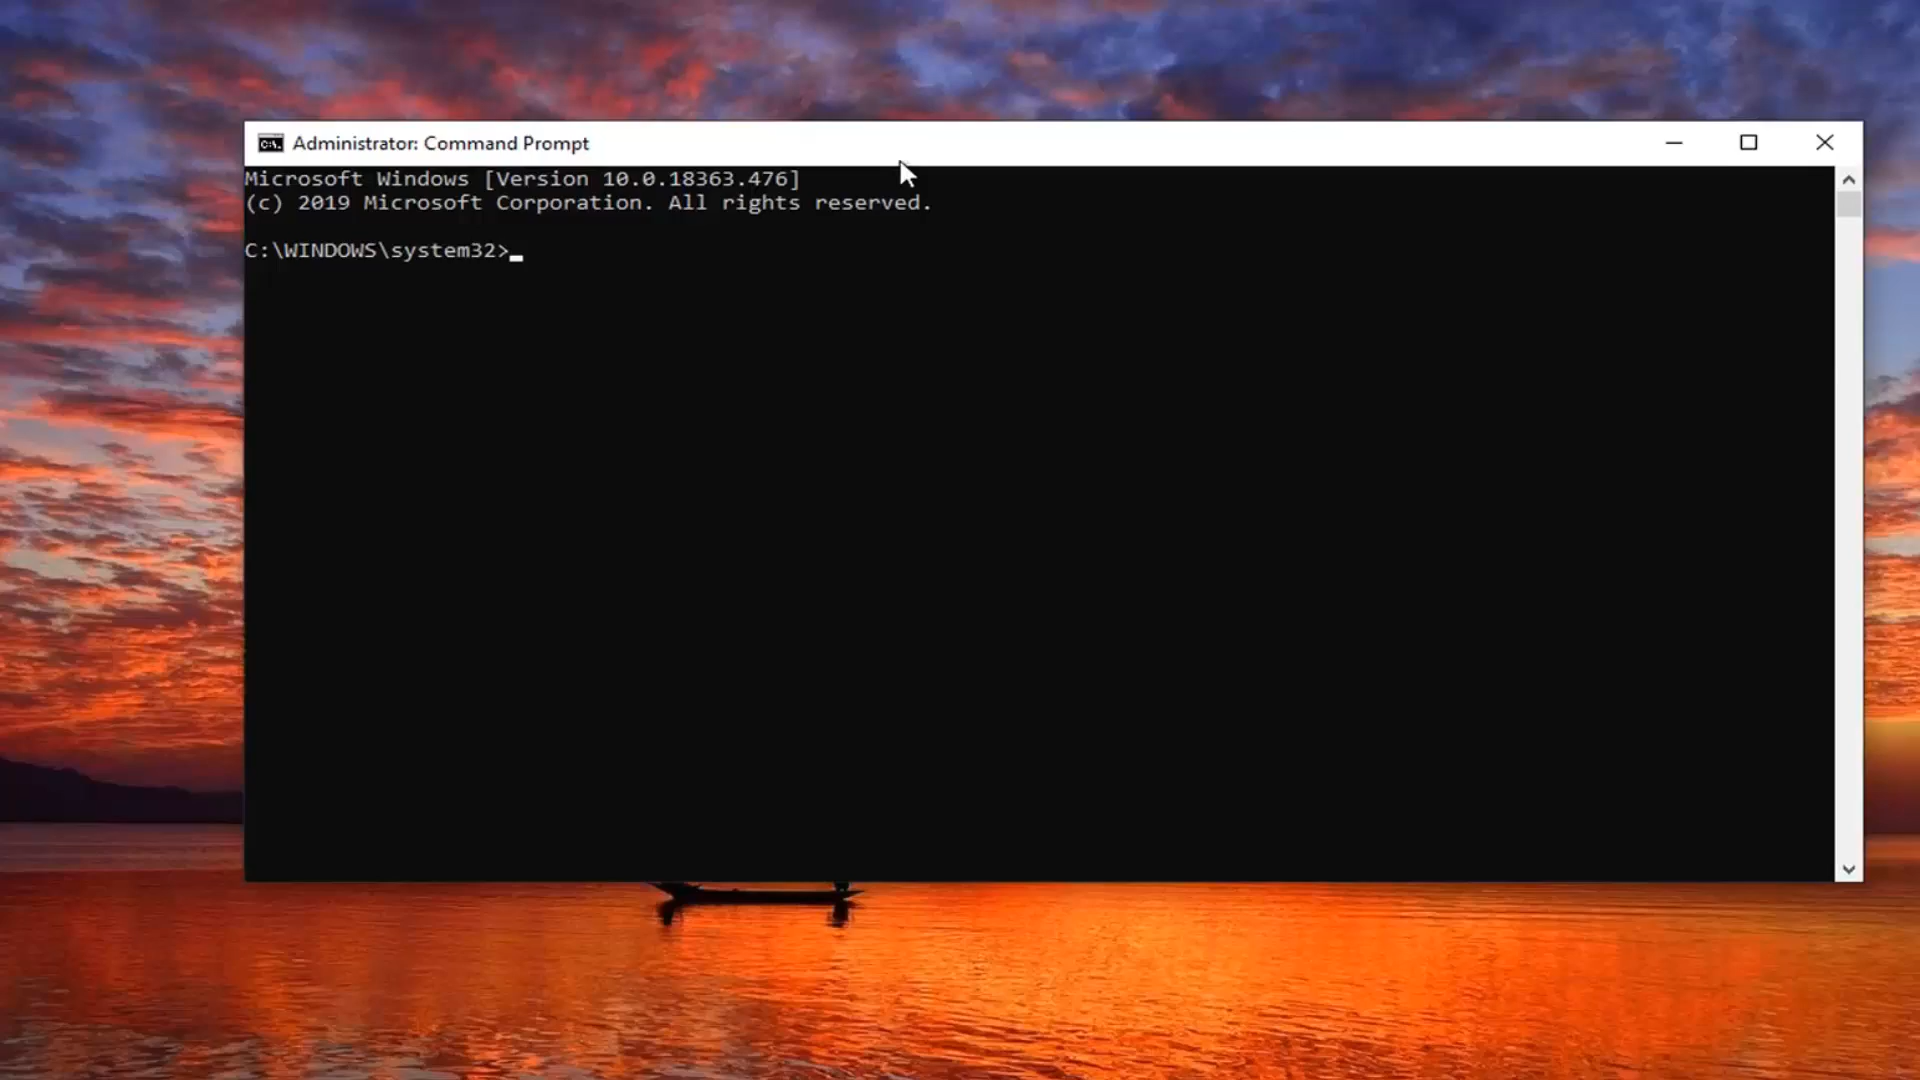 Administrator: Command Prompt
Microsoft Windows [Version 10.0.18363.476]
(c) 2019 Microsoft Corporation. All rights reserved.
C:\WINDOWS\system32>